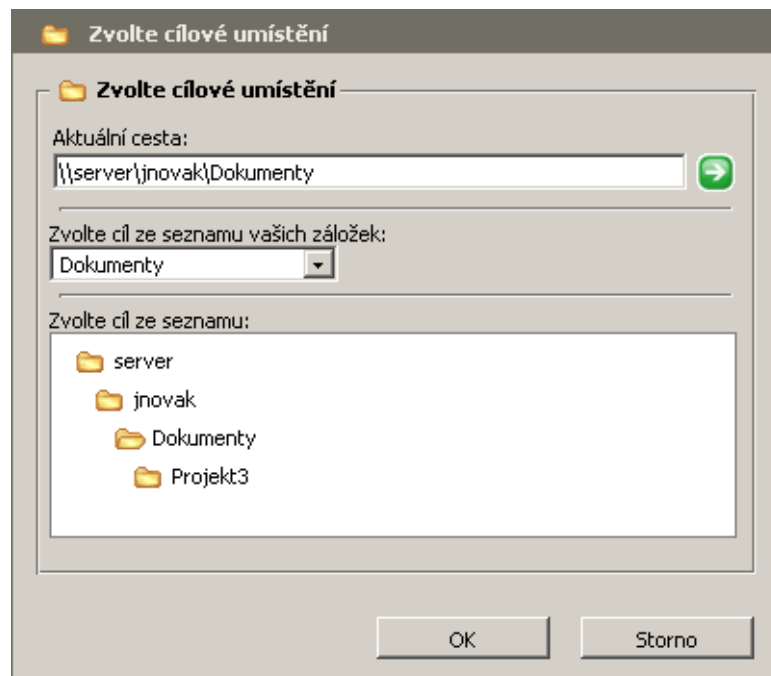 Zvolte cílové umístění
Zvolte cílové umístění
Aktuální cesta:
\\server\jnovak\Dokumenty
Zvolte cíl ze seznamu vašich záložek:
Dokumenty
Zvolte cíl ze seznamu:
server
jnovak
Dokumenty
Projekt3
OK Storno